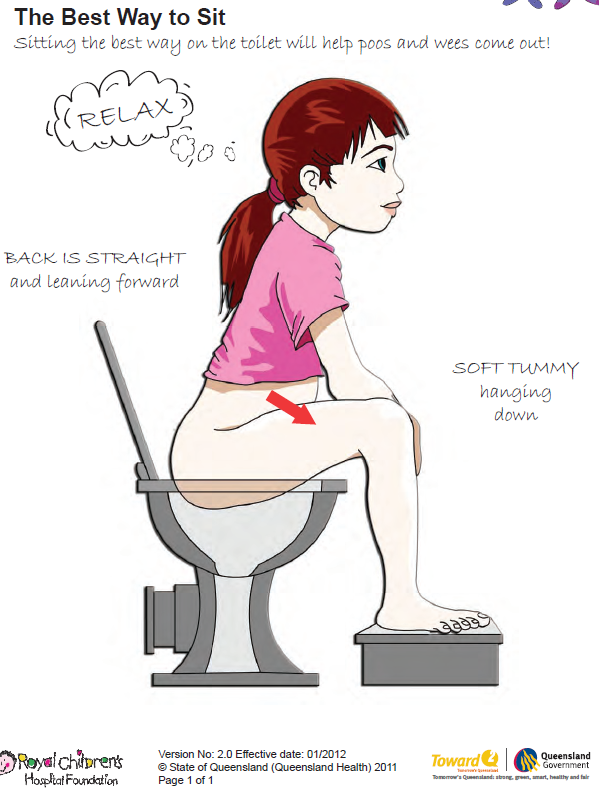 The Best Way to Sit
Sitting the best way on the toilet will help poos and wees come out!
RELAX
BACK IS STRAIGHT
and leaning forward
SOFT TUMMY
hanging
down
Royal Children's
Hospital Foundation
Version No: 2.0 Effective date: 01/2012
© State of Queensland (Queensland Health) 2011
Page 1 of 1
Toward Q2
Tomorrow's Queensland
Queensland
Government
Tomorrow's Queensland: strong, green, smart, healthy and fair